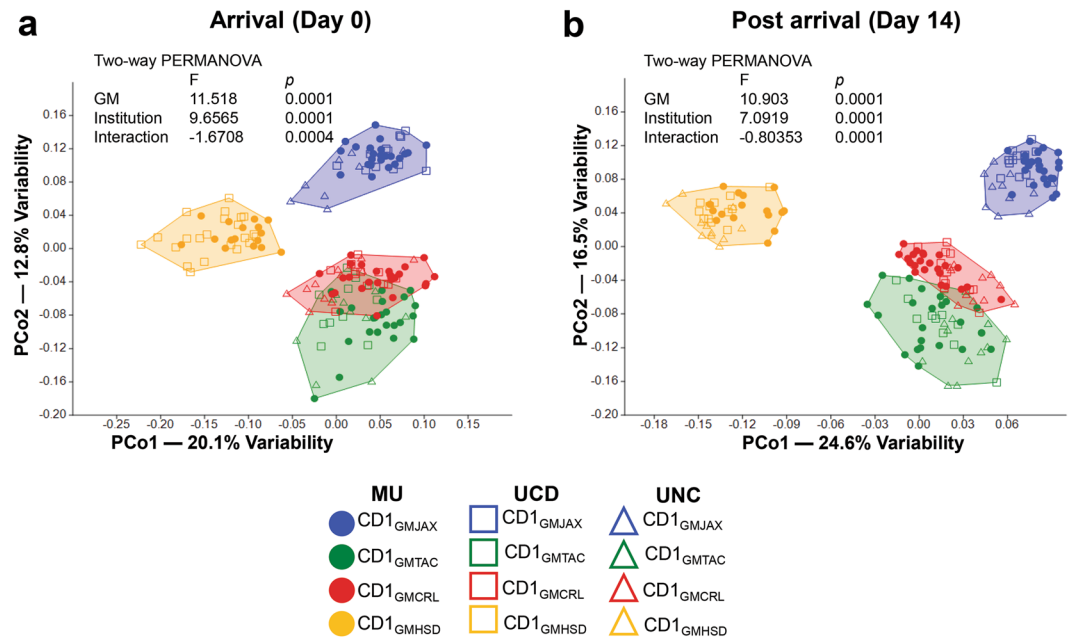 a
Arrival (Day 0)
Two-way PERMANOVA
F p
GM 11.518 0.0001
Institution 9.6565 0.0001
Interaction -1.6708 0.0004
PCo2 — 12.8% Variability
0.16
0.12
0.08
0.04
0.00
-0.04
-0.08
-0.12
-0.16
-0.20
-0.25 -0.20 -0.15 -0.10 -0.05 0.00 0.05 0.10 0.15
PCo1 — 20.1% Variability
b
Post arrival (Day 14)
Two-way PERMANOVA
F p
GM 10.903 0.0001
Institution 7.0919 0.0001
Interaction -0.80353 0.0001
PCo2 — 16.5% Variability
0.16
0.12
0.08
0.04
0.00
-0.04
-0.08
-0.12
-0.16
-0.20
-0.18 -0.15 -0.12 -0.09 -0.06 -0.03 0.00 0.03 0.06
PCo1 — 24.6% Variability
MU UCD UNC
CD1GMJAX CD1GMJAX CD1GMJAX
CD1GMTAC CD1GMTAC CD1GMTAC
CD1GMCRL CD1GMCRL CD1GMCRL
CD1GMHSD CD1GMHSD CD1GMHSD